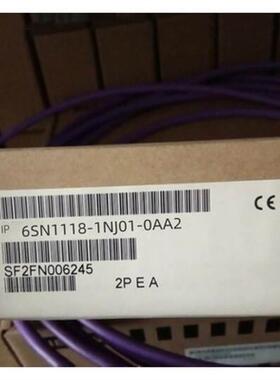 CE
IP 6SN1118-1NJ01-0AA2
SF2FN006245
2P E A